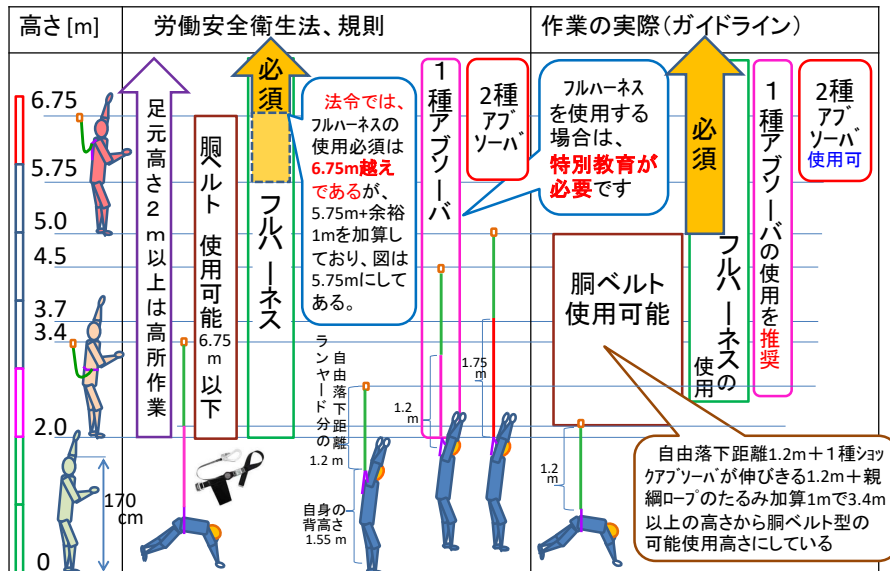 高さ[m]
労働安全衛生法、規則
作業の実際(ガイドライン)
6.75
5.75
5.0
4.5
3.7
3.4
2.0
0
170
cm
足元高さ2m以上は高所作業
胴ベルト 使用可能
6.75m以下
必須
フルハーネス
法令では、
フルハーネスの
使用必須は
6.75m越え
であるが、
5.75m+余裕
1mを加算し
ており、図は
5.75mにして
ある。
1種アブソーバ
2種
アブ
ソーバ
フルハーネス
を使用する
場合は、
特別教育が
必要です
必須
フルハーネスの
使用
1種アブソーバの使用を推奨
2種
アブ
ソーバ
使用可
胴ベルト
使用可能
自由落下距離
ランヤード分の
1.2m
自身の
背高さ
1.55m
1.2
m
1.75
m
1.2
m
自由落下距離1.2m+1種ショッ
クアブソーバが伸びきる1.2m+親
綱ロープのたるみ加算1mで3.4m
以上の高さから胴ベルト型の
可能使用高さにしている